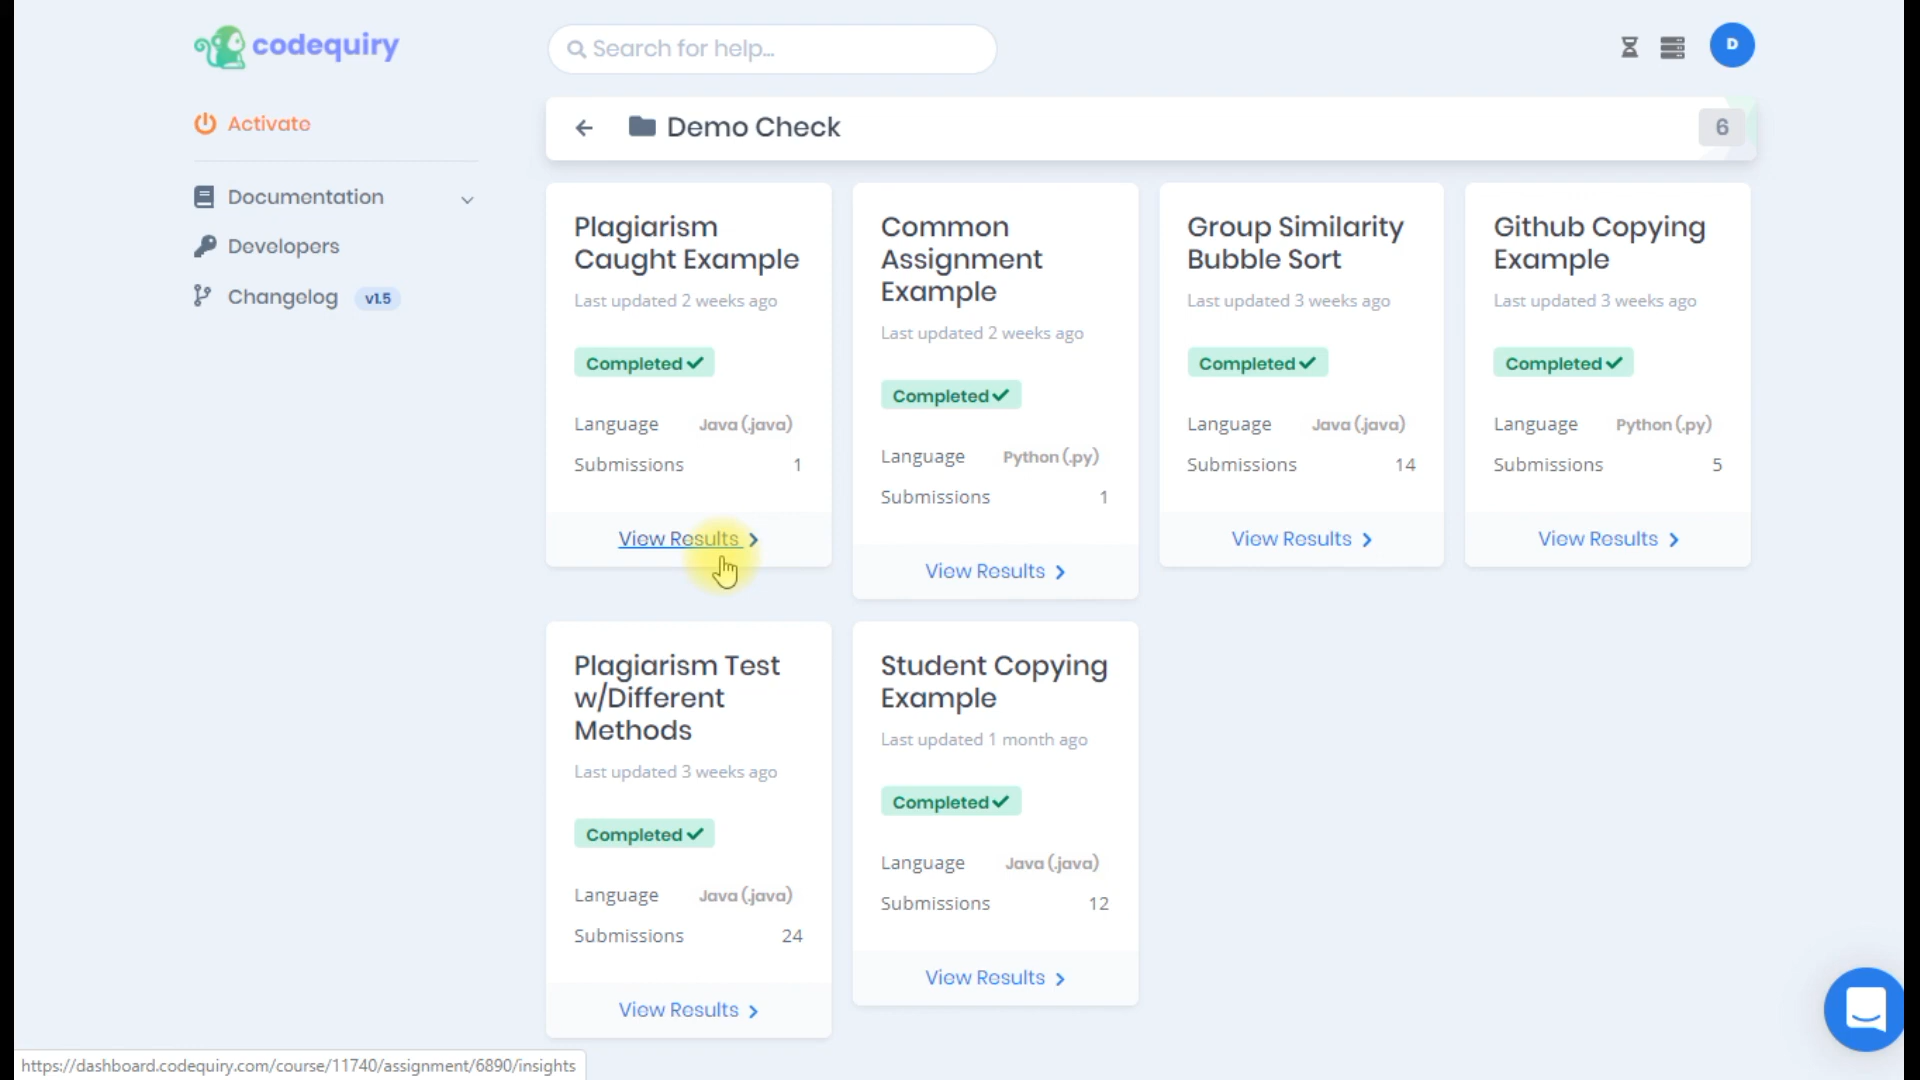 codequiry
Search for help...
D
Activate
Documentation
Developers
Changelog v1.5
Demo Check
6
Plagiarism
Caught Example
Last updated 2 weeks ago
Completed
Language Java (.java)
Submissions 1
View Results
Common
Assignment
Example
Last updated 2 weeks ago
Completed
Language Python (.py)
Submissions 1
View Results
Group Similarity
Bubble Sort
Last updated 3 weeks ago
Completed
Language Java (.java)
Submissions 14
View Results
Github Copying
Example
Last updated 3 weeks ago
Completed
Language Python (.py)
Submissions 5
View Results
Plagiarism Test
w/Different
Methods
Last updated 3 weeks ago
Completed
Language Java (.java)
Submissions 24
View Results
Student Copying
Example
Last updated 1 month ago
Completed
Language Java (.java)
Submissions 12
View Results
https://dashboard.codequiry.com/course/11740/assignment/6890/insights